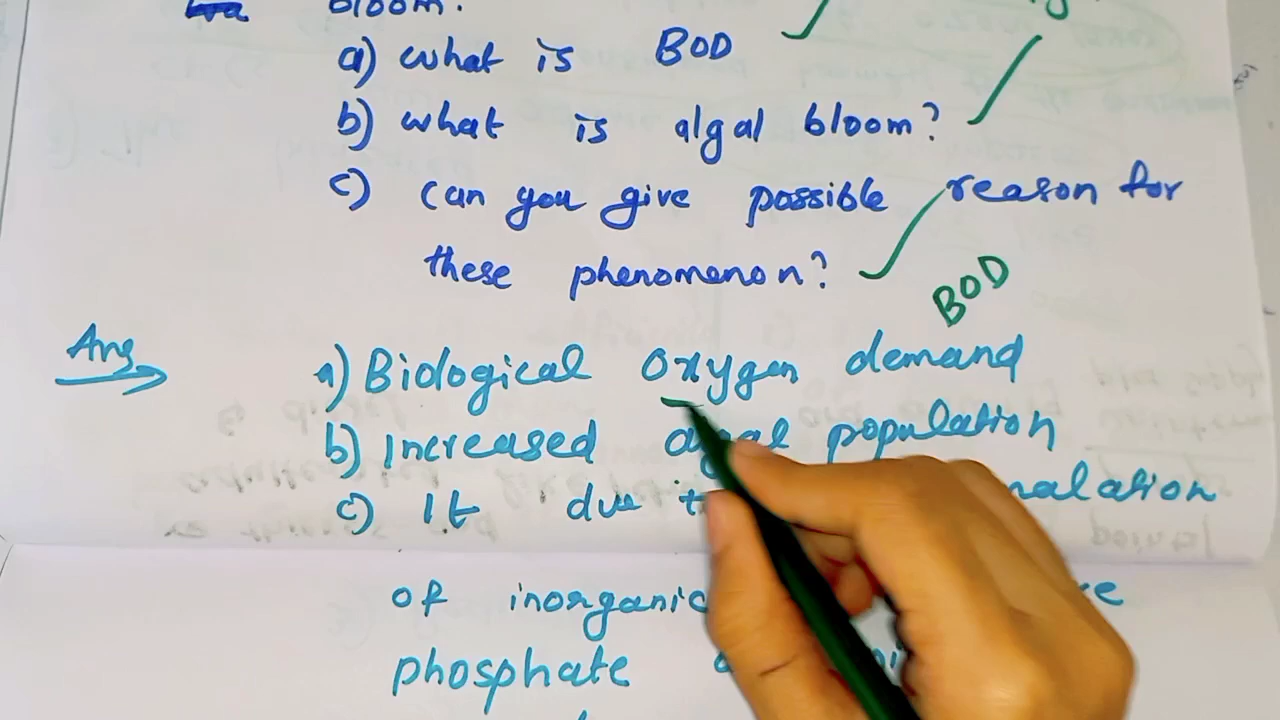 bloom.
a) what is BOD
b) what is algal bloom?
c) can you give possible reason for
these phenomenon?
BOD
Ans
a) Biological oxygen demand
b) Increased algal population
c) It due
of inorganic
phosphate